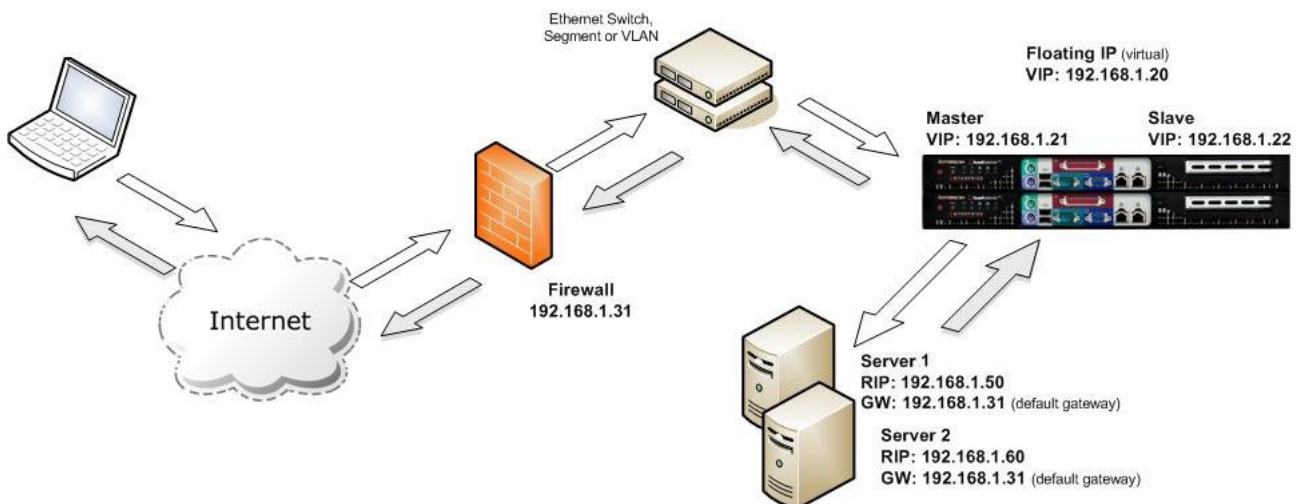 Ethernet Switch,
Segment or VLAN
Floating IP (virtual)
VIP: 192.168.1.20
Master
VIP: 192.168.1.21
Slave
VIP: 192.168.1.22
Internet
Firewall
192.168.1.31
Server 1
RIP: 192.168.1.50
GW: 192.168.1.31 (default gateway)
Server 2
RIP: 192.168.1.60
GW: 192.168.1.31 (default gateway)